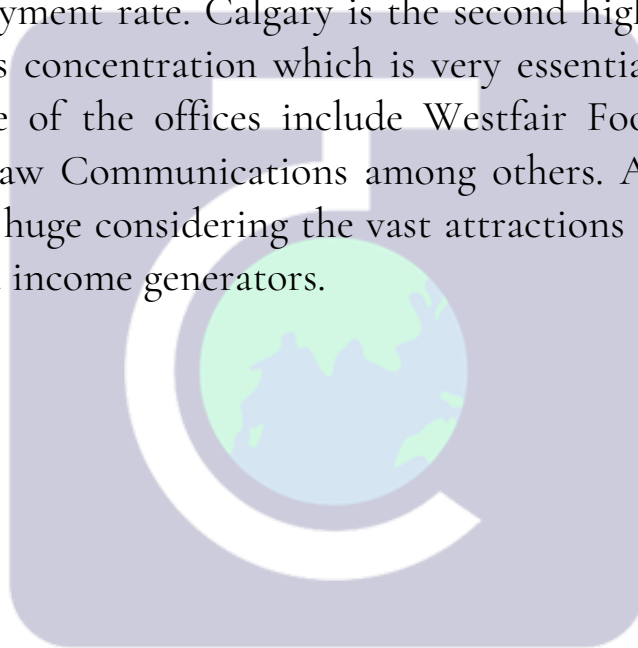 yment rate. Calgary is the second high
s concentration which is very essentia
e of the offices include Westfair Foo
aw Communications among others. A
huge considering the vast attractions
income generators.